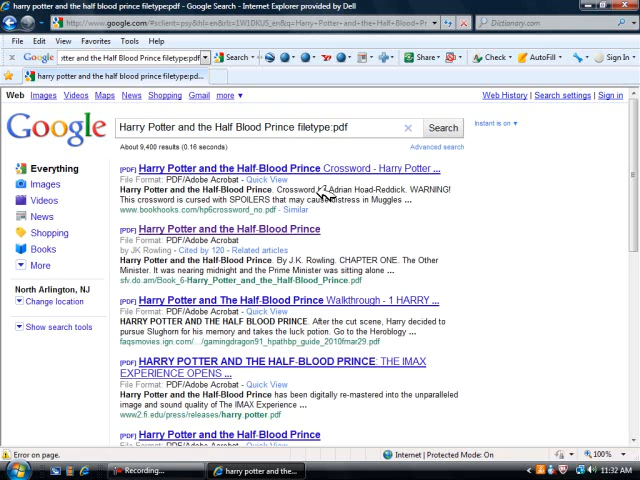 harry potter and the half blood prince filetype:pdf - Google Search - Internet Explorer provided by Dell
Dictionary.com
File Edit View Favorites Tools Help
Google
Search
Share
Check
AutoFill
Sign In
harry potter and the half blood prince filetype:pd...
Web Images Videos Maps News Shopping Gmail more
Web History | Search settings | Sign in
Google
Harry Potter and the Half Blood Prince filetype:pdf
Search
Instant is on
About 9,400 results (0.16 seconds)
Advanced search
Everything
Images
Videos
News
Shopping
Books
More
North Arlington, NJ
Change location
Show search tools
[PDF] Harry Potter and the Half-Blood Prince Crossword - Harry Potter ...
File Format: PDF/Adobe Acrobat - Quick View
Harry Potter and the Half-Blood Prince. Crossword Adrian Hoad-Reddick. WARNING!
This crossword is cursed with SPOILERS that may cause distress in Muggles ...
www.bookhooks.com/hp6crossword_no.pdf - Similar
[PDF] Harry Potter and the Half-Blood Prince
File Format: PDF/Adobe Acrobat
by JK Rowling - Cited by 120 - Related articles
Harry Potter and the Half-Blood Prince. By J.K. Rowling. CHAPTER ONE. The Other
Minister. It was nearing midnight and the Prime Minister was sitting alone ...
sfv.do.am/Book_6-Harry_Potter_and_the_Half-Blood_Prince.pdf
[PDF] Harry Potter and The Half-Blood Prince Walkthrough - 1 HARRY ...
File Format: PDF/Adobe Acrobat
HARRY POTTER AND THE HALF-BLOOD PRINCE. After the cut scene, Harry decided to
pursue Slughorn for his memory and takes the luck potion. Go to the Heroblogy ...
faqsmovies.ign.com/.../gamingdragon91_hpathbp_guide_2010fmar29.pdf
[PDF] HARRY POTTER AND THE HALF-BLOOD PRINCE: THE IMAX
EXPERIENCE OPENS ...
File Format: PDF/Adobe Acrobat - Quick View
Harry Potter and the Half-Blood Prince has been digitally re-mastered into the unparalleled
image and sound quality of The IMAX Experience ...
www2.fi.edu/press/releases/harry.potter.pdf
[PDF] Harry Potter and the Half-Blood Prince
Error on page.
Internet | Protected Mode: On
100%
Recording...
harry potter and the...
11:32 AM